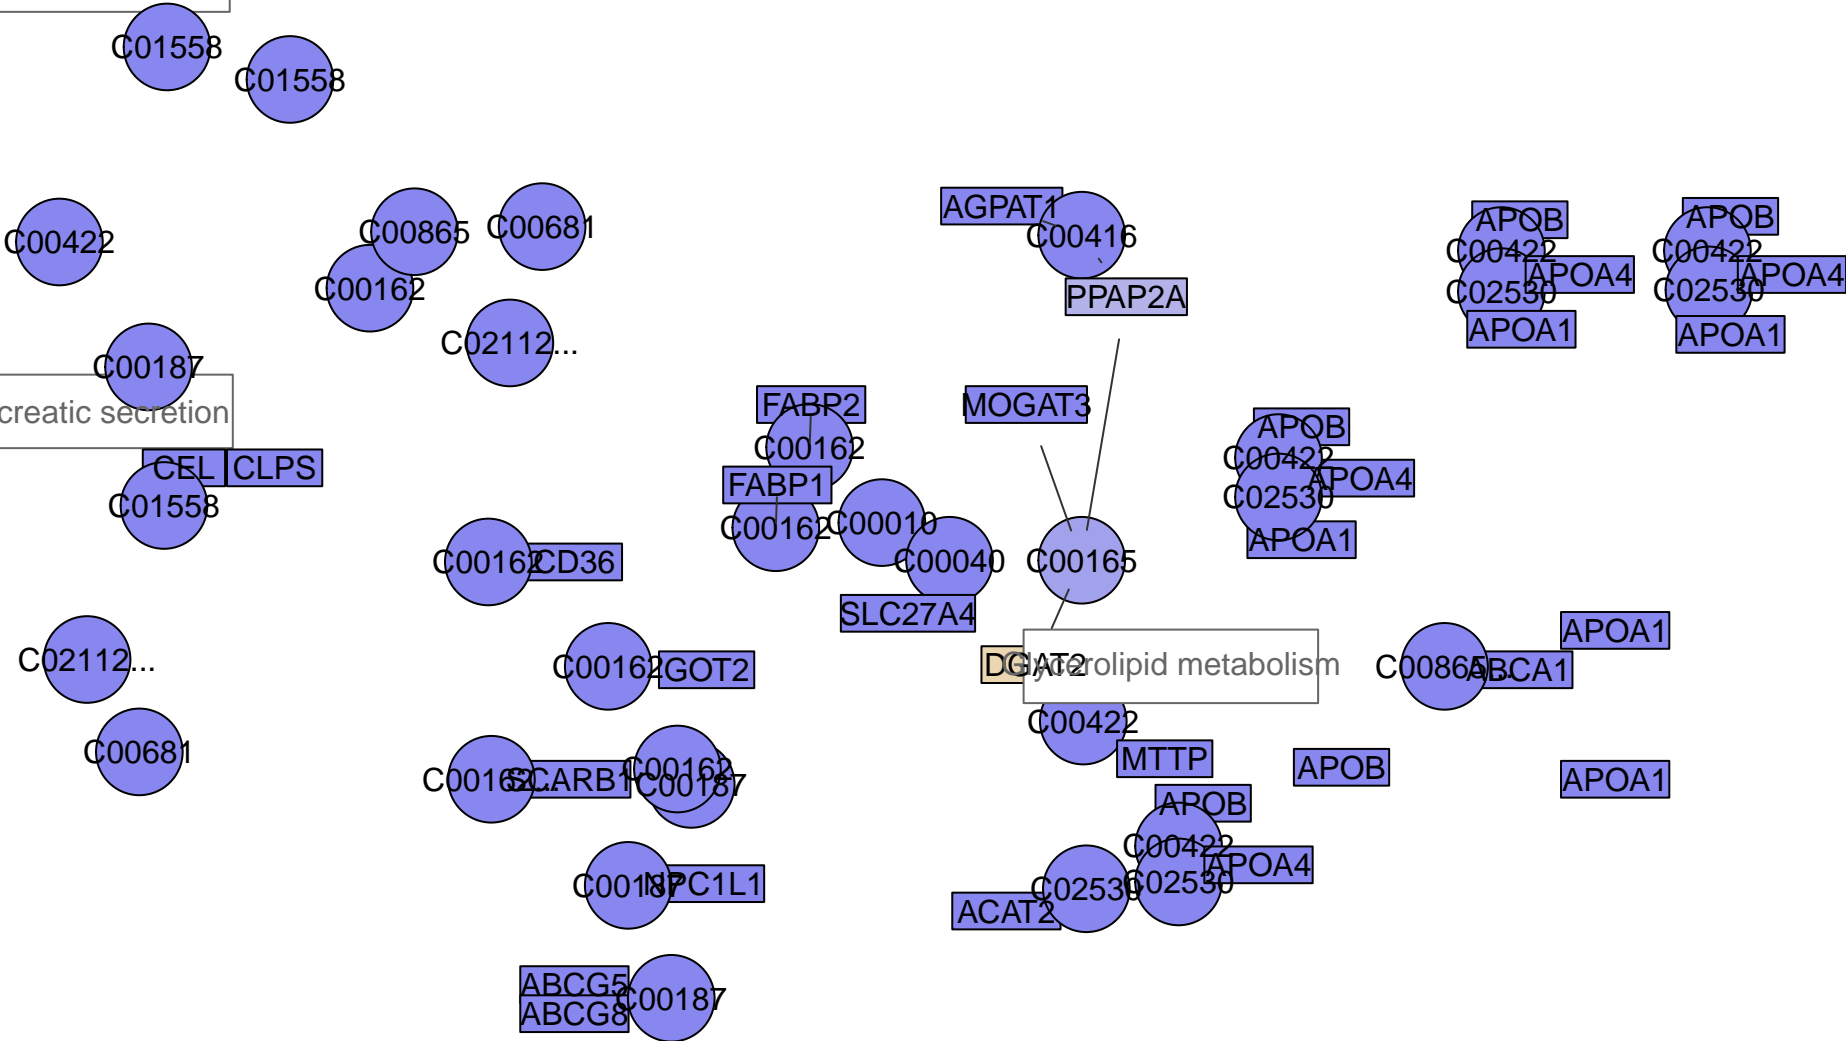 C01558
C01558
C00422
C00865
C00681
C00162
C02112...
C00187
creatic secretion
CEL
CLPS
C01558
C02112...
C00681
AGPAT1
C00416
PPAP2A
APOB
C00422
APOA4
C02530
APOA1
APOB
C00422
APOA4
C02530
APOA1
FABP2
C00162
FABP1
C00162
C00010
C00040
SLC27A4
MOGAT3
C00165
APOB
C00422
APOA4
C02530
APOA1
C00162
CD36
C00162
GOT2
DGAT2
Glycerolipid metabolism
C00422
MTTP
APOB
C00865...
ABCA1
APOA1
APOA1
C00162...
SCARB1
C00162
C00187
C00187
NPC1L1
APOB
C00422
APOA4
C02530
C02530
ACAT2
ABCG5
ABCG8
C00187